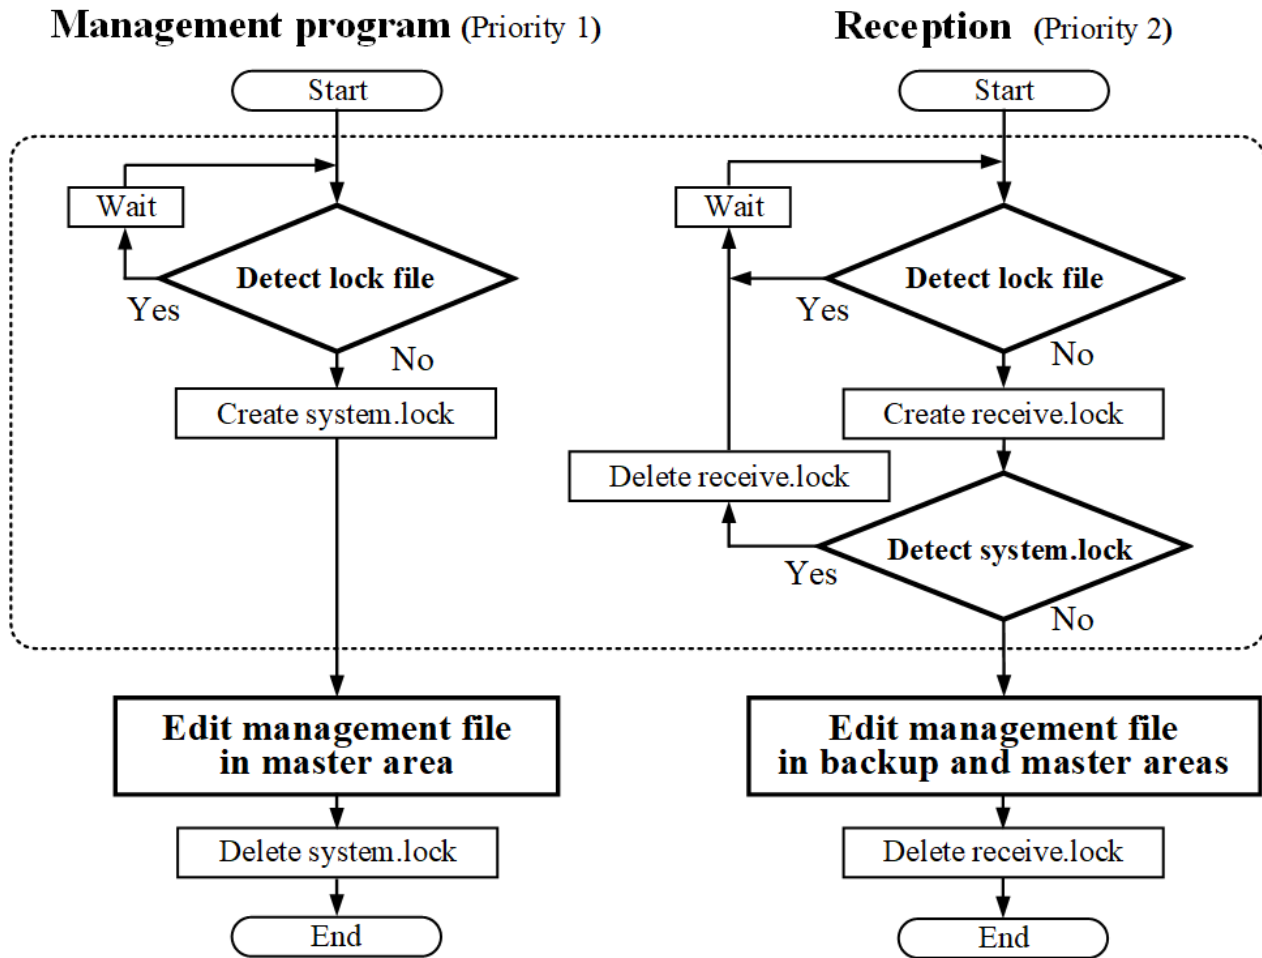 Management program (Priority 1)
Start
Wait
Detect lock file
Yes
No
Create system.lock
Edit management file
in master area
Delete system.lock
End
Reception (Priority 2)
Start
Wait
Detect lock file
Yes
No
Create receive.lock
Delete receive.lock
Detect system.lock
Yes
No
Edit management file
in backup and master areas
Delete receive.lock
End